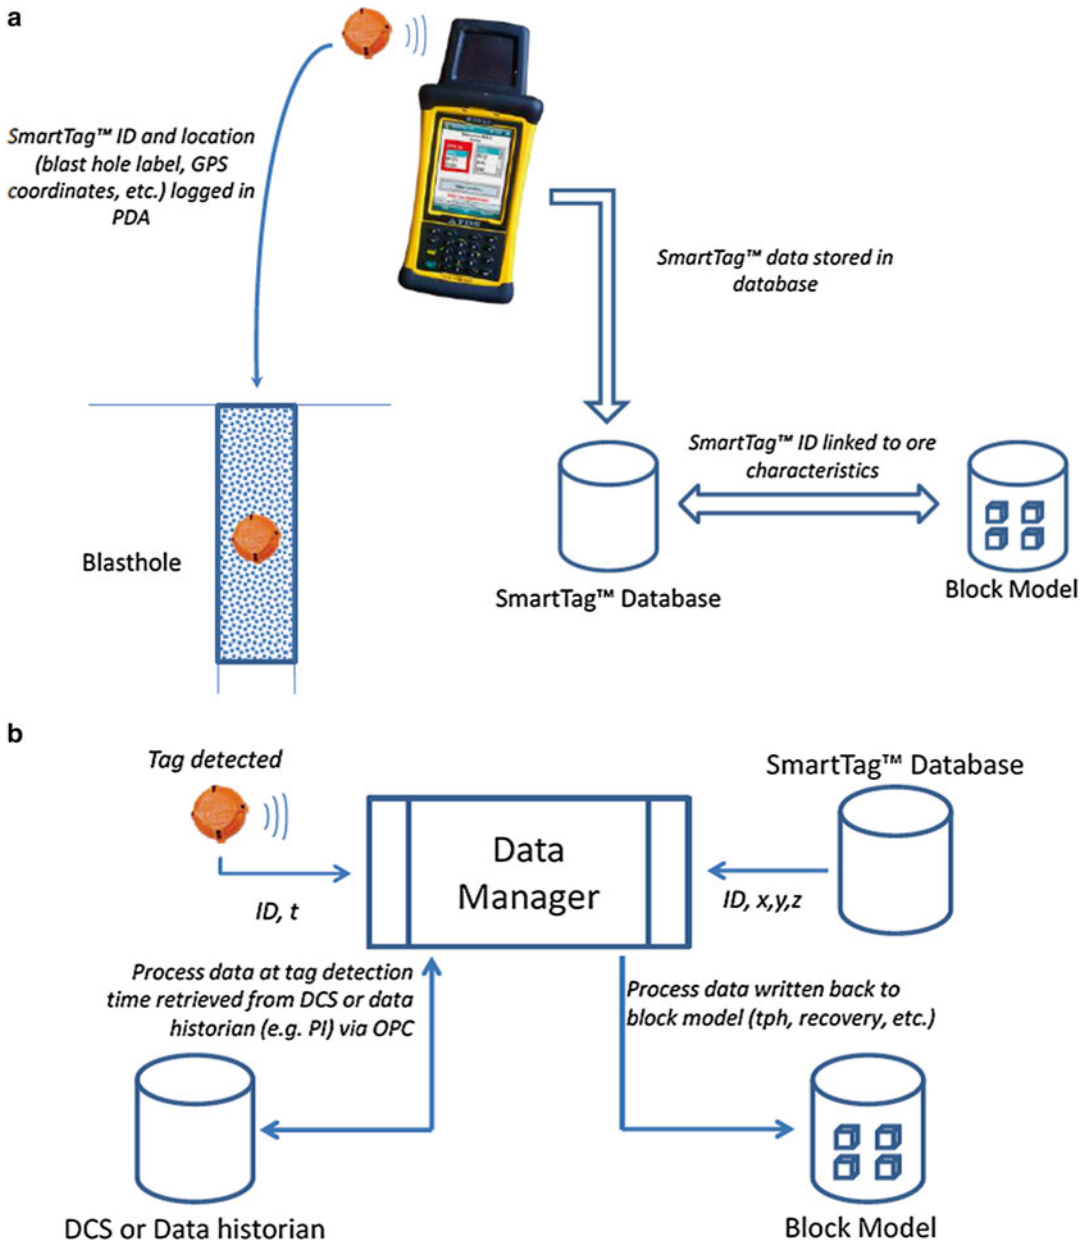 a
SmartTag™ ID and location
(blast hole label, GPS
coordinates, etc.) logged in
PDA
SmartTag™ data stored in
database
SmartTag™ ID linked to ore
characteristics
Blasthole
SmartTag™ Database
Block Model
b
Tag detected
SmartTag™ Database
Data
Manager
ID, t
ID, x,y,z
Process data at tag detection
time retrieved from DCS or data
historian (e.g. PI) via OPC
Process data written back to
block model (tph, recovery, etc.)
DCS or Data historian
Block Model